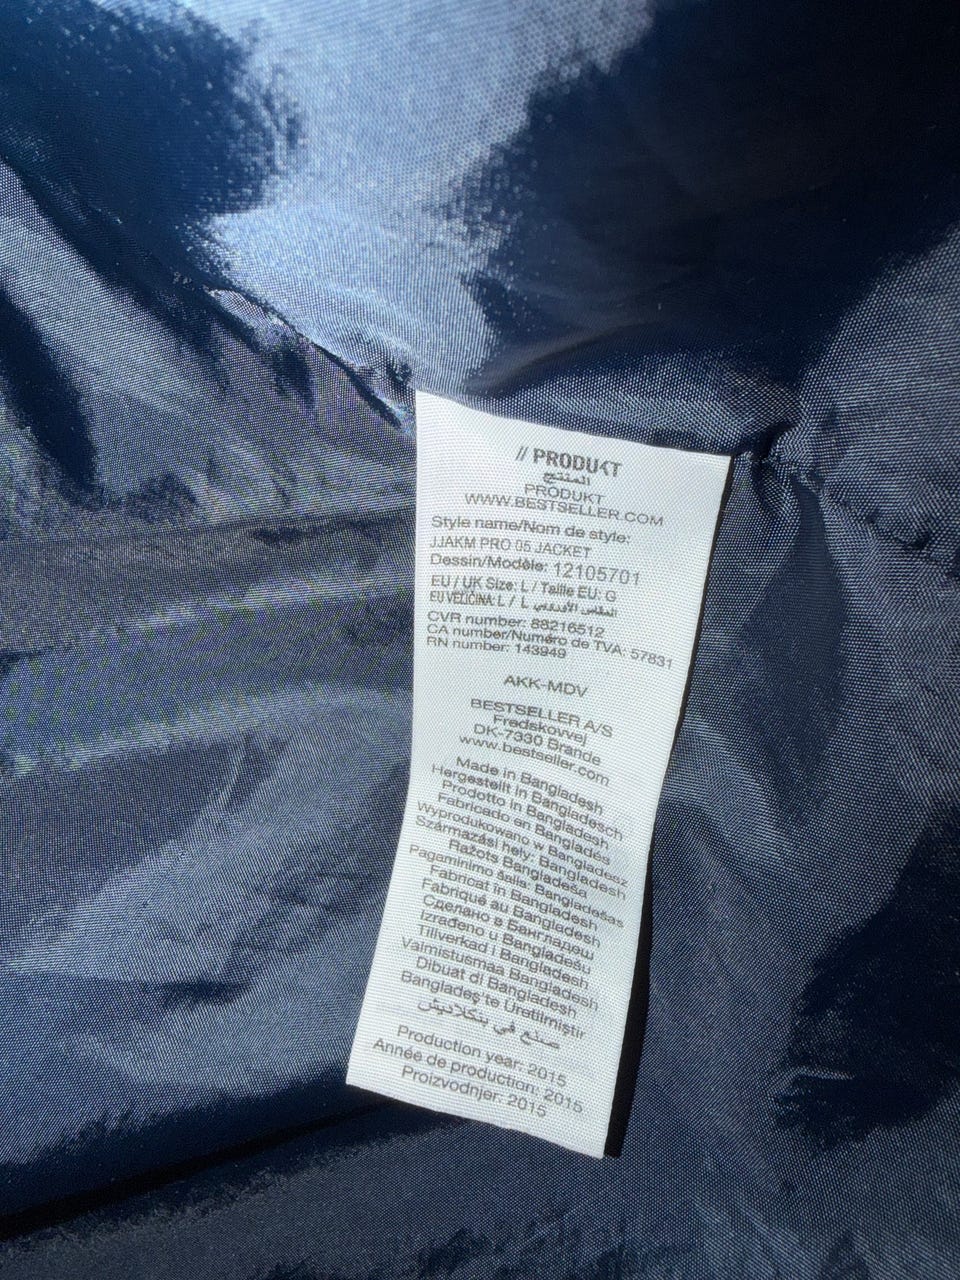 // PRODUKT
المنتج
PRODUKT
WWW.BESTSELLER.COM
Style name/Nom de style:
JJAKM PRO 05 JACKET
Dessin/Modèle: 12105701
EU / UK Size: L / Taille EU: G
EU VELIČINA: L / L المقاس الأوروبي
CVR number: 88216512
CA number/Numéro de TVA: 57831
RN number: 143949
AKK-MDV
BESTSELLER A/S
Fredskovvej
DK-7330 Brande
www.bestseller.com
Made in Bangladesh
Hergestellt in Bangladesch
Prodotto in Bangladesh
Fabricado en Bangladés
Wyprodukowano w Bangladesz
Származási hely: Bangladesh
Ražots Bangladeša
Pagaminimo šalis: Bangladešas
Fabricat în Bangladesh
Fabriqué au Bangladesh
Сделано в Бангладеш
Izrađeno u Bangladešu
Tillverkad i Bangladesh
Valmistusmaa Bangladesh
Dibuat di Bangladesh
Bangladeş'te Üretilmiştir
صنع في بنگلاديش
Production year: 2015
Année de production: 2015
Proizvodnjer: 2015